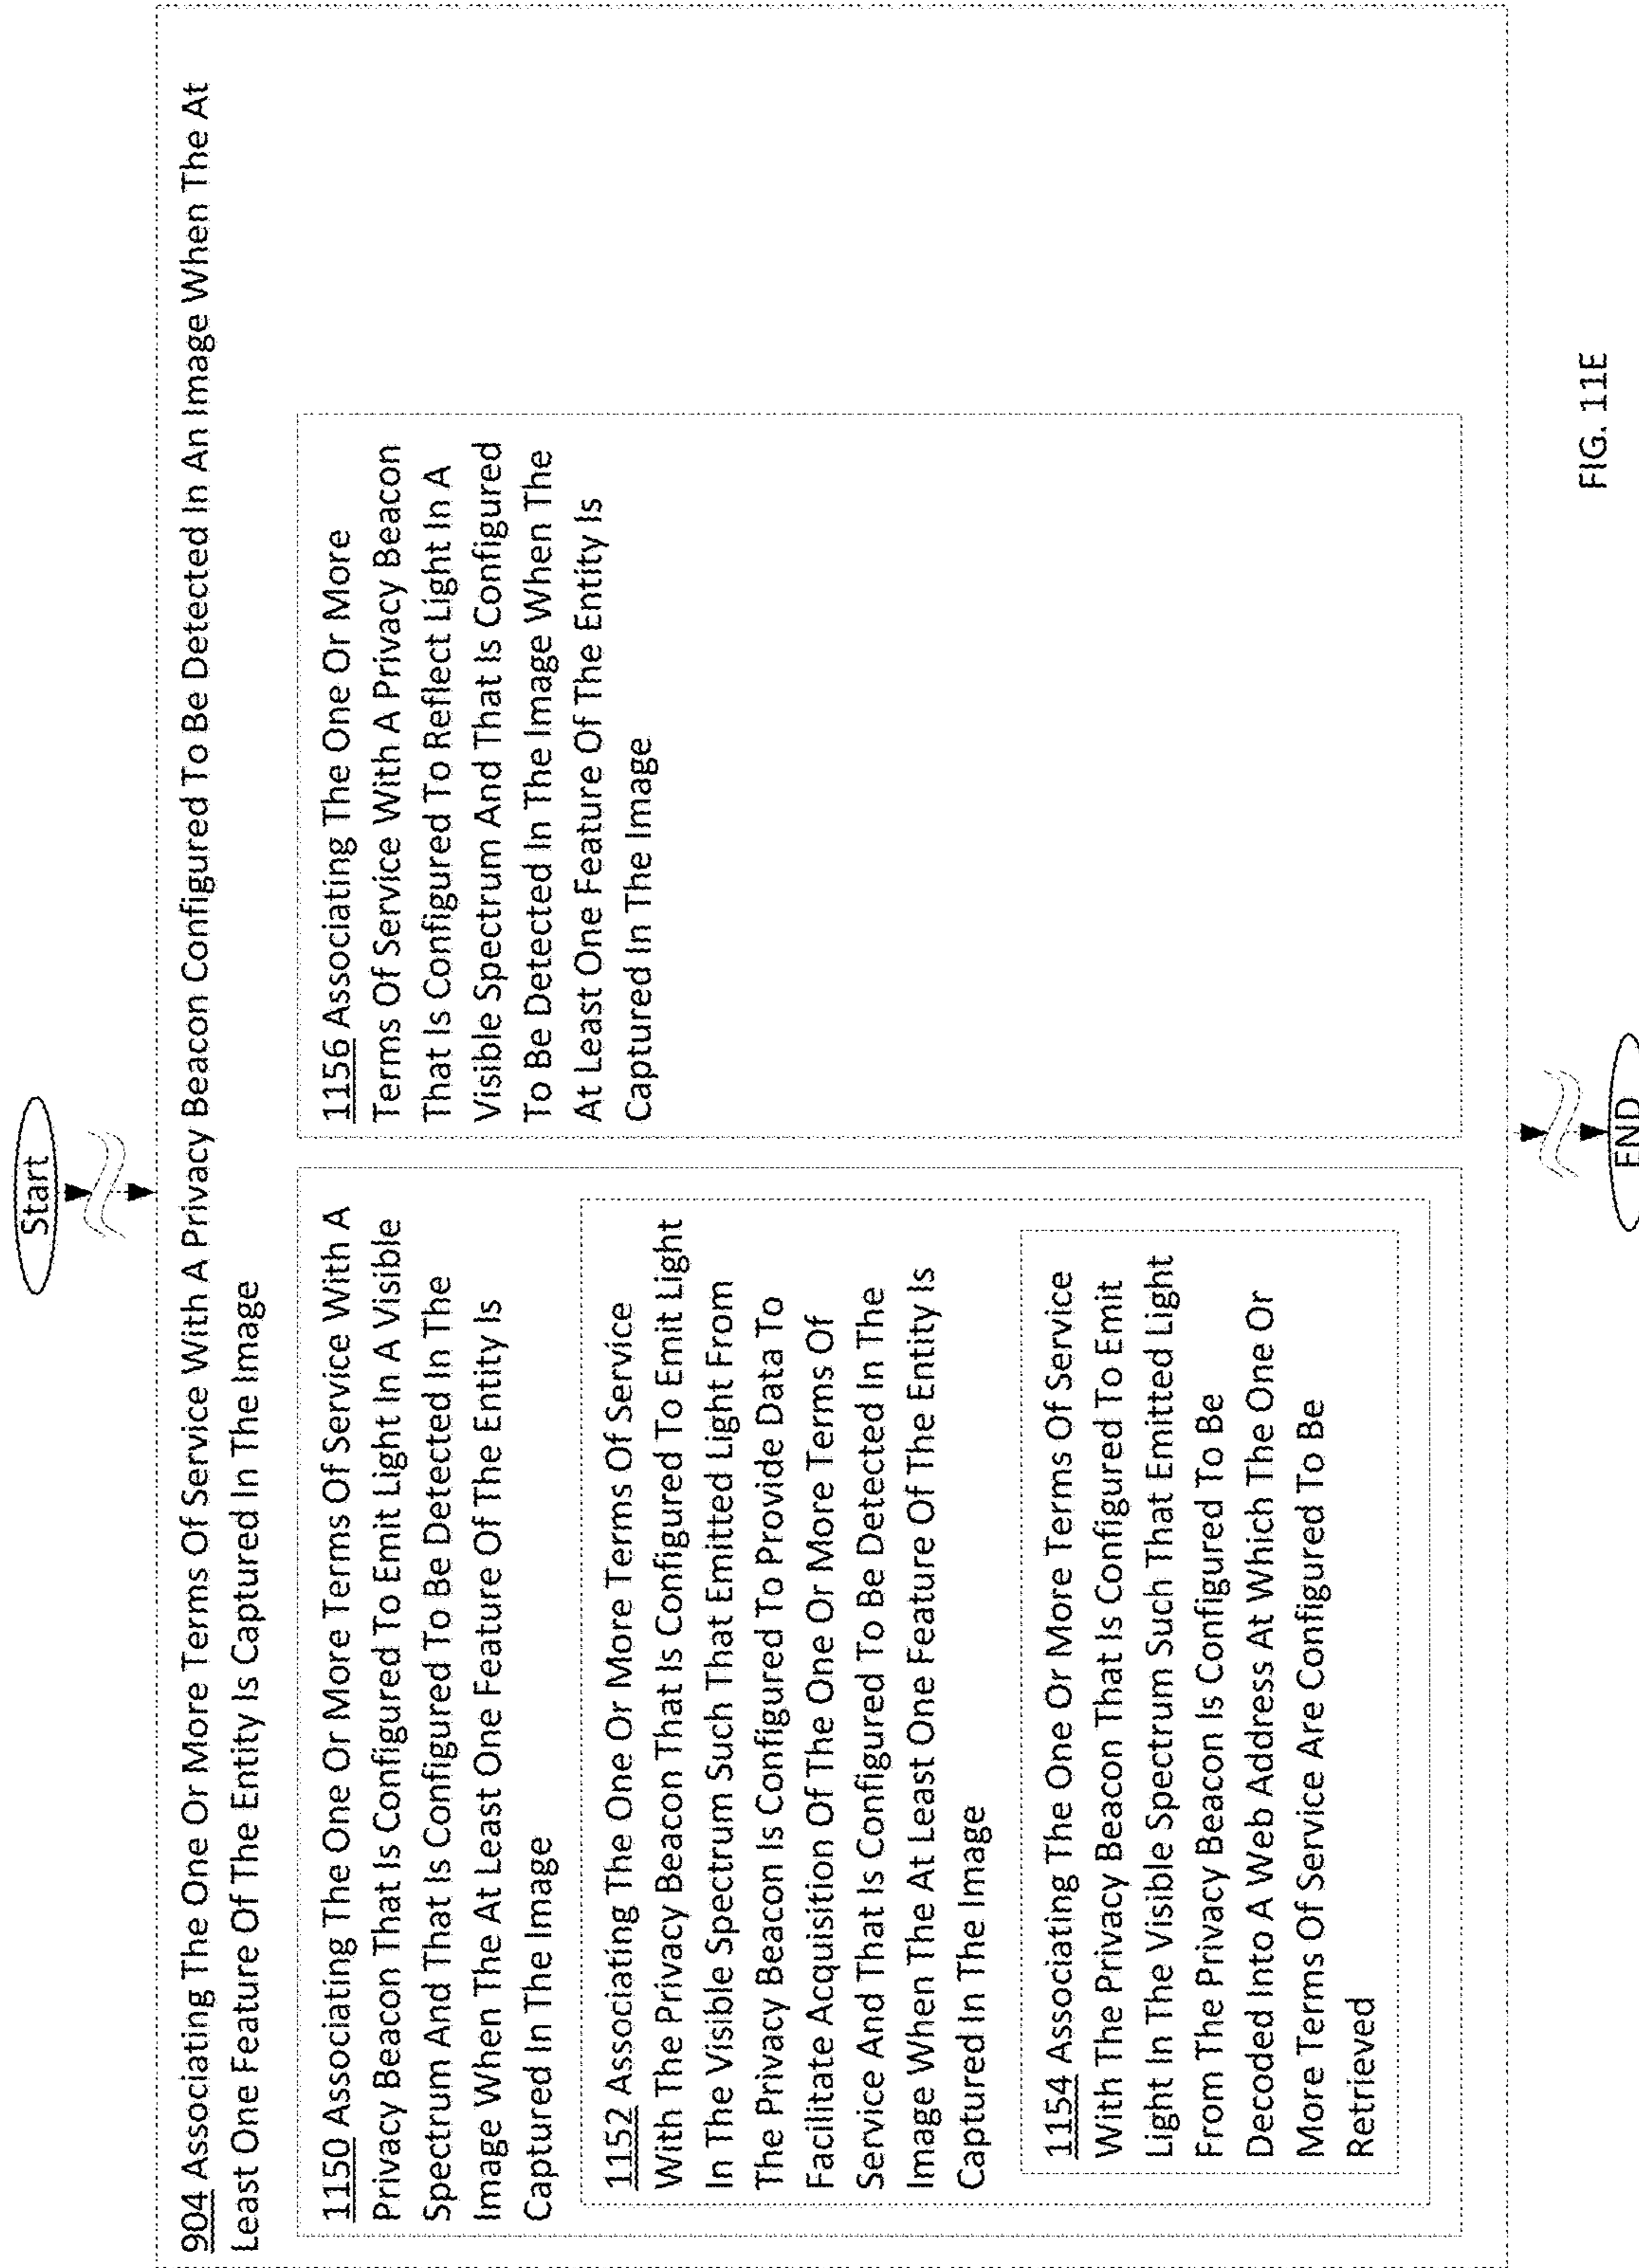 Start
904 Associating The One Or More Terms Of Service With A Privacy Beacon Configured To Be Detected In An Image When The At
Least One Feature Of The Entity Is Captured In The Image
1150 Associating The One Or More Terms Of Service With A
Privacy Beacon That Is Configured To Emit Light In A Visible
Spectrum And That Is Configured To Be Detected In The
Image When The At Least One Feature Of The Entity Is
Captured In The Image
1152 Associating The One Or More Terms Of Service
With The Privacy Beacon That Is Configured To Emit Light
In The Visible Spectrum Such That Emitted Light From
The Privacy Beacon Is Configured To Provide Data To
Facilitate Acquisition Of The One Or More Terms Of
Service And That Is Configured To Be Detected In The
Image When The At Least One Feature Of The Entity Is
Captured In The Image
1154 Associating The One Or More Terms Of Service
With The Privacy Beacon That Is Configured To Emit
Light In The Visible Spectrum Such That Emitted Light
From The Privacy Beacon Is Configured To Be
Decoded Into A Web Address At Which The One Or
More Terms Of Service Are Configured To Be
Retrieved
1156 Associating The One Or More
Terms Of Service With A Privacy Beacon
That Is Configured To Reflect Light In A
Visible Spectrum And That Is Configured
To Be Detected In The Image When The
At Least One Feature Of The Entity Is
Captured In The Image
END
FIG. 11E